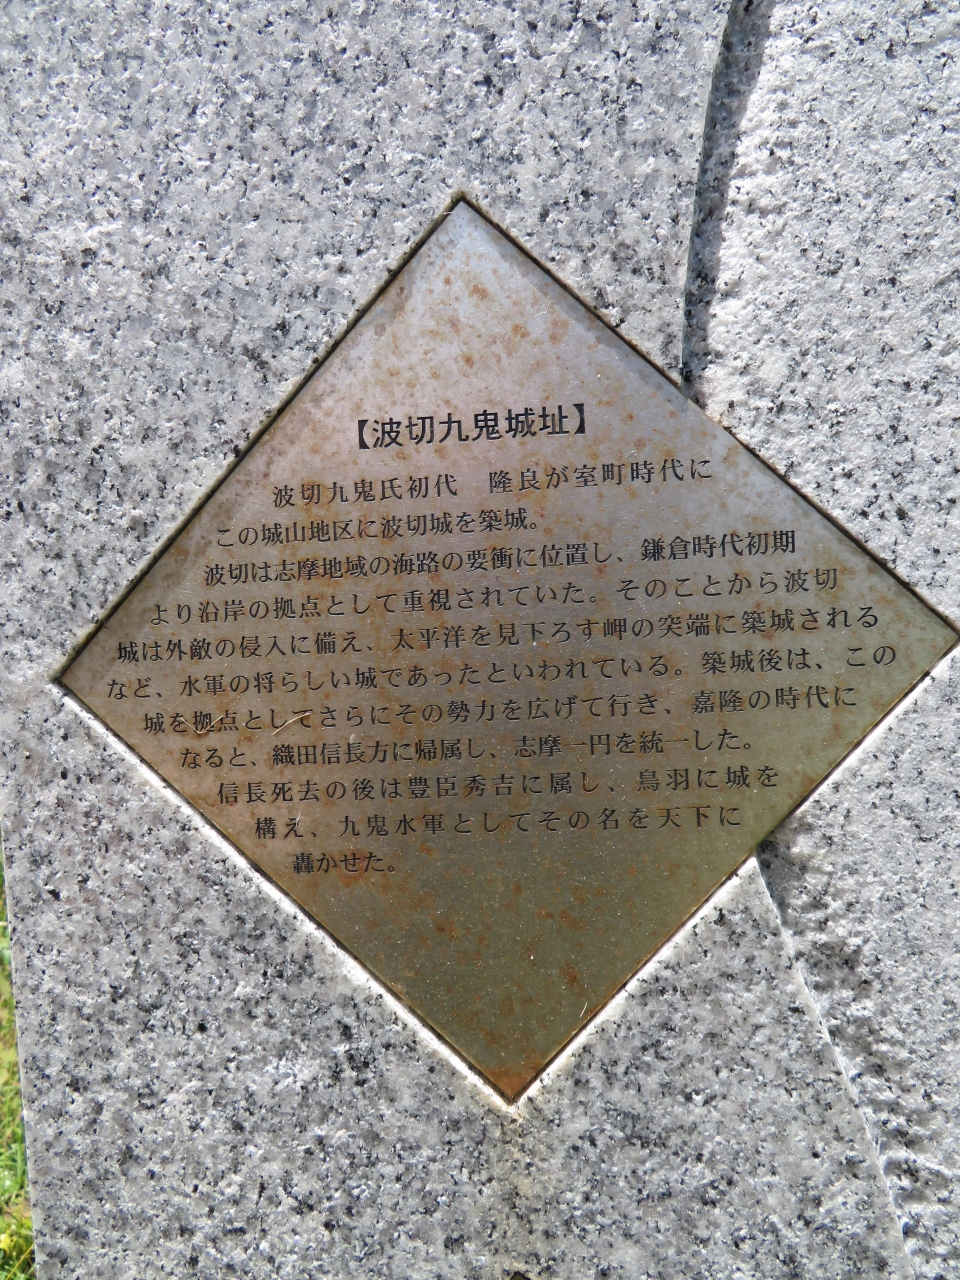 【波切九鬼城址】
波切九鬼氏初代　隆良が室町時代に
この城山地区に波切城を築城。
波切は志摩地域の海路の要衝に位置し、鎌倉時代初期
より沿岸の拠点として重視されていた。そのことから波切
城は外敵の侵入に備え、太平洋を見下ろす岬の突端に築城される
など、水軍の将らしい城であったといわれている。築城後は、この
城を拠点としてさらにその勢力を広げて行き、嘉隆の時代に
なると、織田信長方に帰属し、志摩一円を統一した。
信長死去の後は豊臣秀吉に属し、鳥羽に城を
構え、九鬼水軍としてその名を天下に
轟かせた。